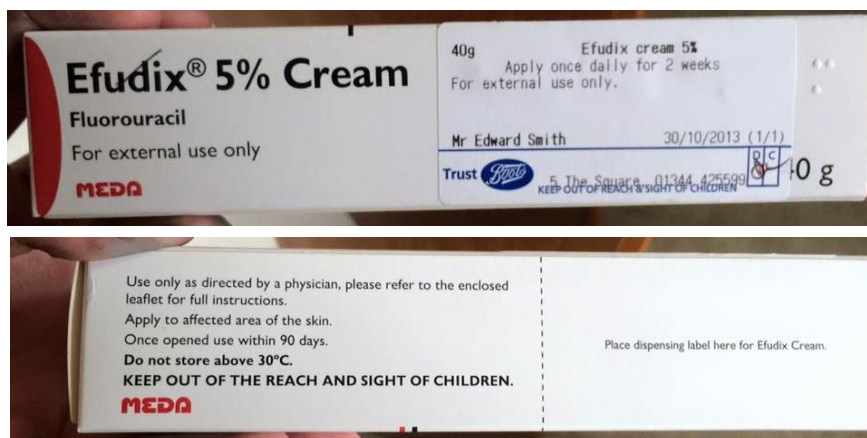 Efudix® 5% Cream
Fluorouracil
For external use only
MEDA
40g Efudix cream 5%
Apply once daily for 2 weeks
For external use only.
Mr Edward Smith 30/10/2013 (1/1)
Trust Boots 5 The Square 01344 425599
KEEP OUT OF REACH & SIGHT OF CHILDREN
D C
40 g
Use only as directed by a physician, please refer to the enclosed
leaflet for full instructions.
Apply to affected area of the skin.
Once opened use within 90 days.
Do not store above 30°C.
KEEP OUT OF THE REACH AND SIGHT OF CHILDREN.
MEDA
Place dispensing label here for Efudix Cream.